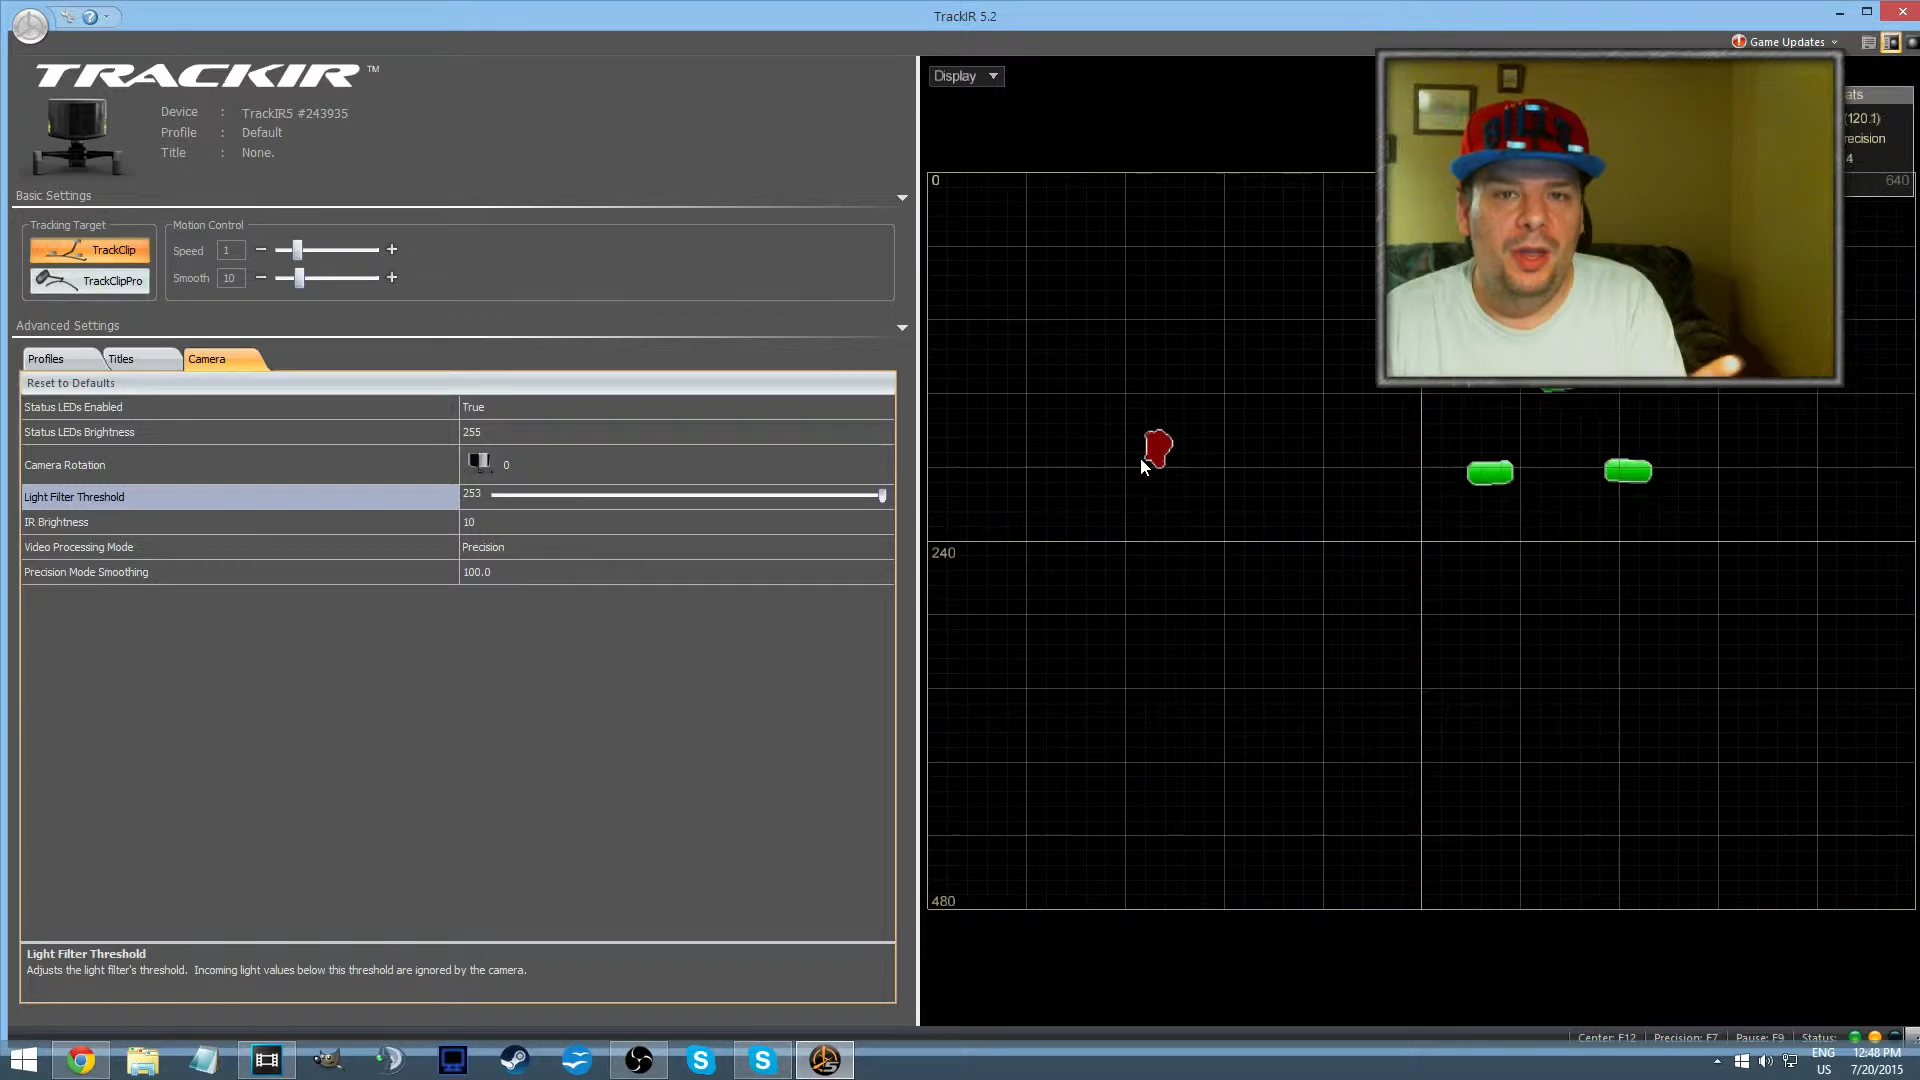 TrackIR 5.2
Game Updates
TRACKIR™
Device : TrackIR5 #243935
Profile : Default
Title : None.
Basic Settings
Tracking Target
TrackClip
TrackClipPro
Motion Control
Speed 1 − +
Smooth 10 − +
Advanced Settings
Profiles Titles Camera
Reset to Defaults
Status LEDs Enabled True
Status LEDs Brightness 255
Camera Rotation 0
Light Filter Threshold 253
IR Brightness 10
Video Processing Mode Precision
Precision Mode Smoothing 100.0
Light Filter Threshold
Adjusts the light filter's threshold. Incoming light values below this threshold are ignored by the camera.
Display
ats
(120.1)
recision
4
0 640
240
480
Center: F12 Precision: F7 Pause: F9 Status:
ENG
US
12:48 PM
7/20/2015